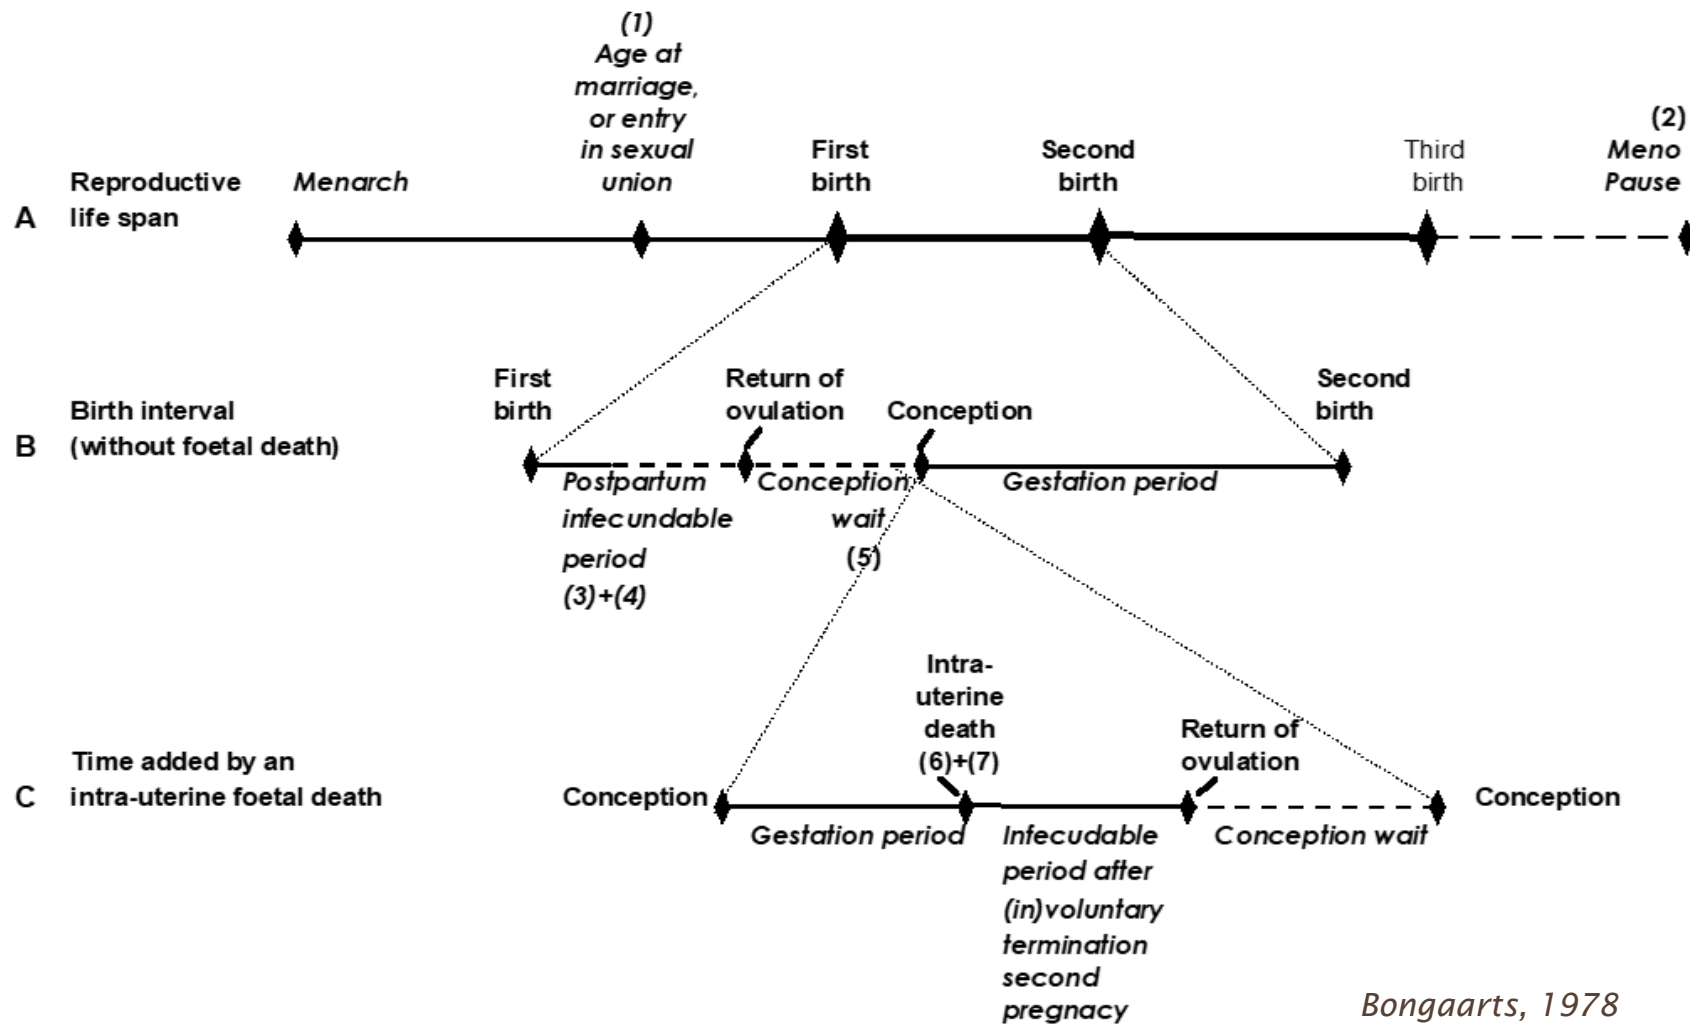 (1)
Age at
marriage,
or entry
in sexual
union
(2)
Meno
Pause
First
birth
Second
birth
Third
birth
Menarch
A
Reproductive
life span
First
birth
Return of
ovulation
Conception
Second
birth
B
Birth interval
(without foetal death)
Postpartum
infecundable
period
(3)+(4)
Conception
wait
(5)
Gestation period
Intra-
uterine
death
(6)+(7)
Return of
ovulation
C
Time added by an
intra-uterine foetal death
Conception
Conception
Gestation period
Infecudable
period after
(in)voluntary
termination
second
pregnacy
Conception wait
Bongaarts, 1978